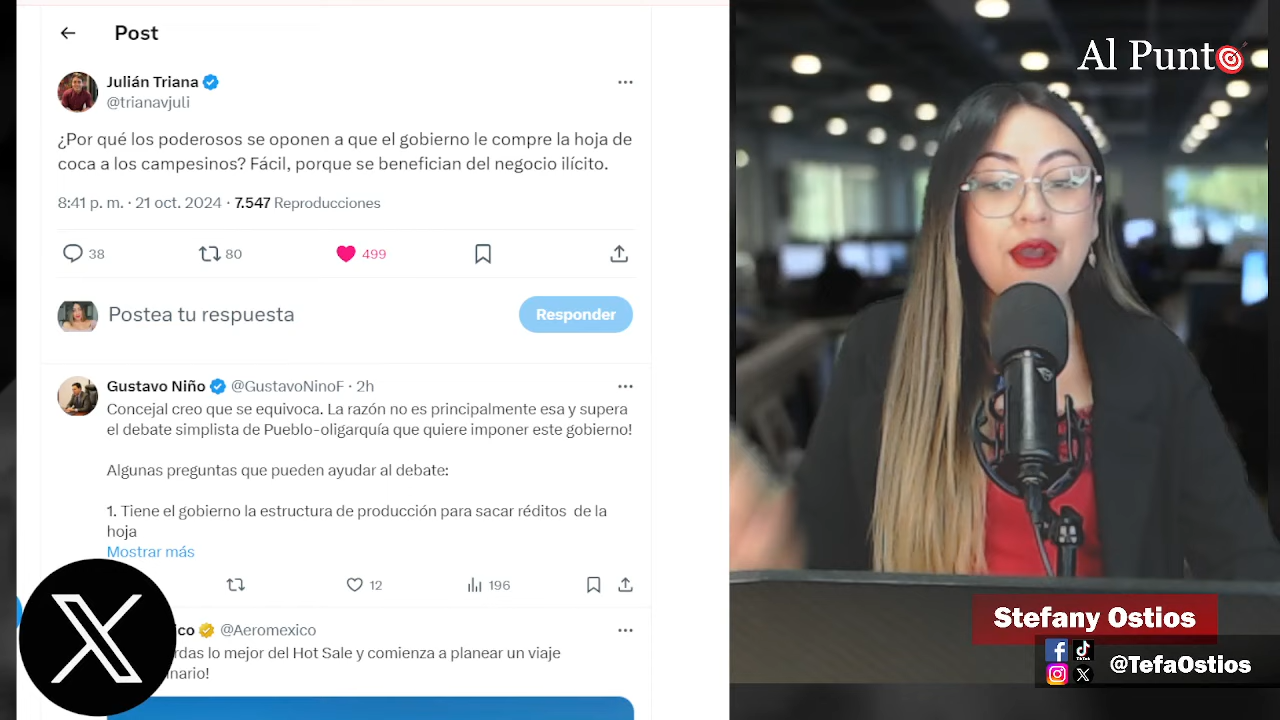 Post
Julián Triana
@trianavjuli
¿Por qué los poderosos se oponen a que el gobierno le compre la hoja de
coca a los campesinos? Fácil, porque se benefician del negocio ilícito.
8:41 p. m. · 21 oct. 2024 · 7.547 Reproducciones
38
80
499
Postea tu respuesta
Responder
Gustavo Niño @GustavoNinoF · 2h
Concejal creo que se equivoca. La razón no es principalmente esa y supera
el debate simplista de Pueblo-oligarquía que quiere imponer este gobierno!
Algunas preguntas que pueden ayudar al debate:
1. Tiene el gobierno la estructura de producción para sacar réditos de la
hoja
Mostrar más
12
196
@Aeromexico
lo mejor del Hot Sale y comienza a planear un viaje
Al Punto
Stefany Ostios
@TefaOstios